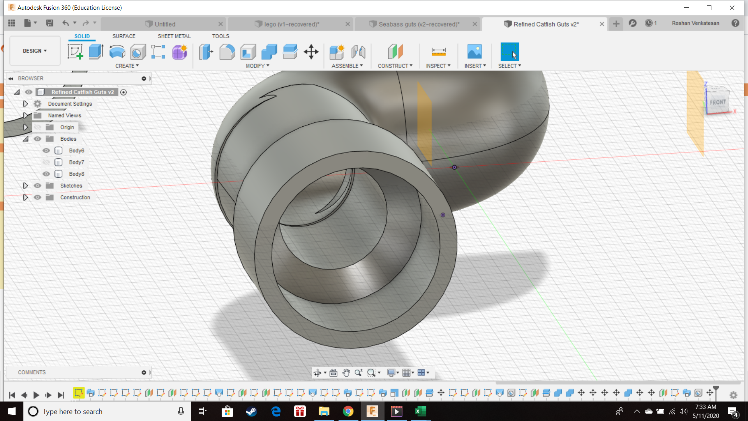 Autodesk Fusion 360 (Education License)
Untitled
lego (v1~recovered)*
Seabass guts (v2~recovered)*
Refined Catfish Guts v2*
1
Roshan Venkatesan
DESIGN
SOLID SURFACE SHEET METAL TOOLS
CREATE
MODIFY
ASSEMBLE
CONSTRUCT
INSPECT
INSERT
SELECT
BROWSER
Refined Catfish Guts v2
Document Settings
Named Views
Origin
Bodies
Body6
Body7
Body8
Sketches
Construction
FRONT
COMMENTS
Type here to search
7:33 AM
5/11/2020